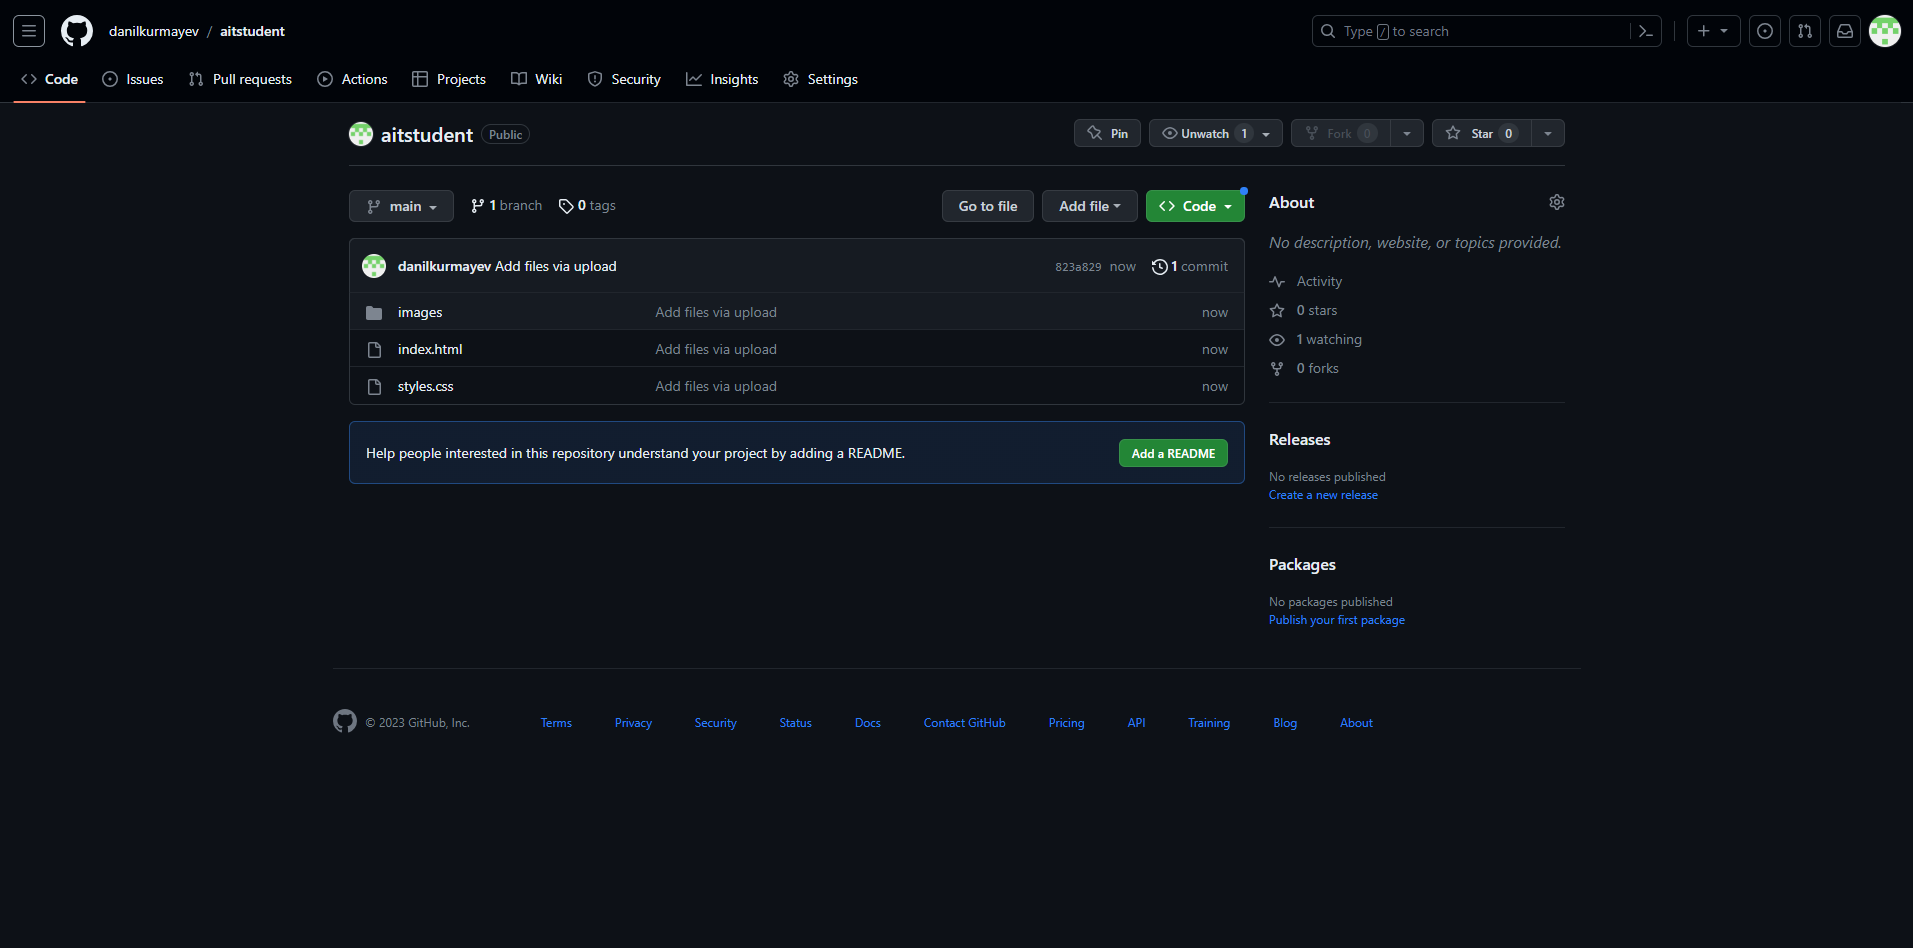 danilkurmayev / aitstudent
Type / to search
Code Issues Pull requests Actions Projects Wiki Security Insights Settings
aitstudent Public
Pin Unwatch 1 Fork 0 Star 0
main 1 branch 0 tags Go to file Add file Code
danilkurmayev Add files via upload 823a829 now 1 commit
images Add files via upload now
index.html Add files via upload now
styles.css Add files via upload now
Help people interested in this repository understand your project by adding a README. Add a README
About
No description, website, or topics provided.
Activity
0 stars
1 watching
0 forks
Releases
No releases published
Create a new release
Packages
No packages published
Publish your first package
© 2023 GitHub, Inc. Terms Privacy Security Status Docs Contact GitHub Pricing API Training Blog About